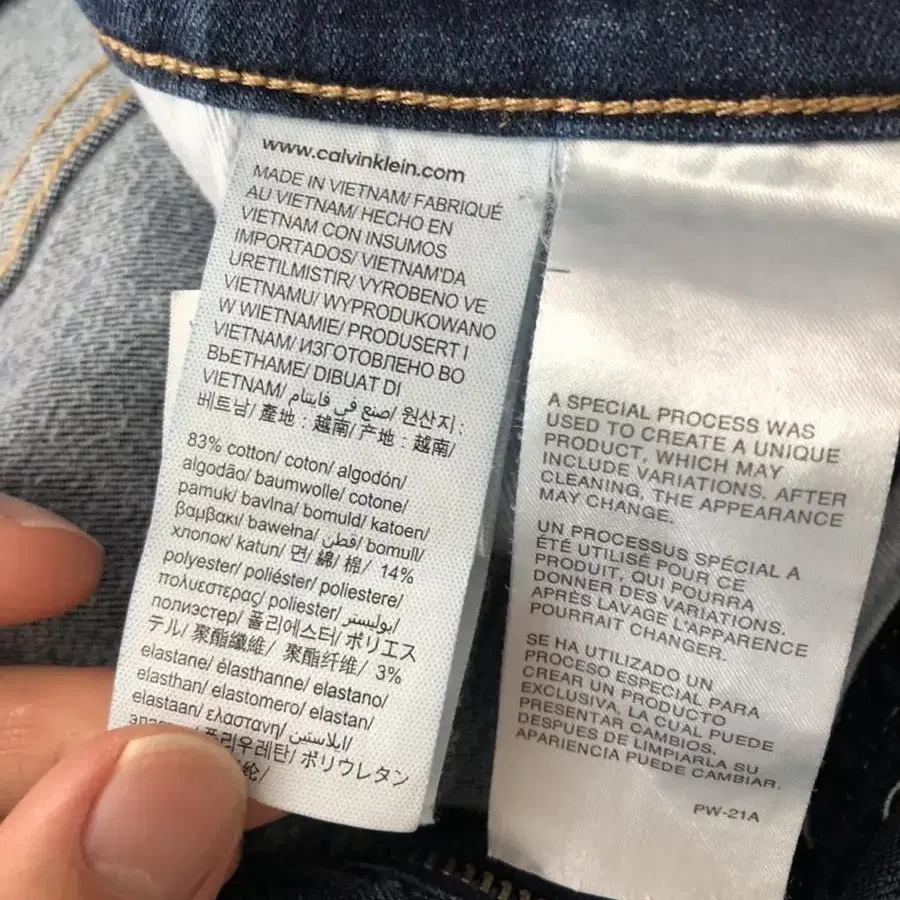 www.calvinklein.com
MADE IN VIETNAM/ FABRIQUÉ
AU VIETNAM/ HECHO EN
VIETNAM CON INSUMOS
IMPORTADOS/ VIETNAM'DA
URETILMISTIR/ VYROBENO VE
VIETNAMU/ WYPRODUKOWANO
W WIETNAMIE/ PRODUSERT I
VIETNAM/ ИЗГОТОВЛЕНО ВО
ВЬЕТНАМЕ/ DIBUAT DI
VIETNAM/ صنع في فايتنام/ 원산지:
베트남/ 產地：越南/ 产地：越南/
83% cotton/ coton/ algodón/
algodão/ baumwolle/ cotone/
pamuk/ bavlna/ bomuld/ katoen/
βαμβακι/ bawełna/ قطن/ bomull/
хлопок/ katun/ 면/ 綿/ 棉/ 14%
polyester/ poliéster/ poliestere/
πολυεστερας/ poliester/ بوليستر/
полиэстер/ 폴리에스터/ ポリエス
テル/ 聚酯纖維/ 聚酯纤维/ 3%
elastane/ élasthanne/ elastano/
elasthan/ elastomero/ elastan/
elastaan/ ελαστανη/ ايلاستين/
폴리우레탄/ ポリウレタン
纶/
A SPECIAL PROCESS WAS
USED TO CREATE A UNIQUE
PRODUCT, WHICH MAY
INCLUDE VARIATIONS. AFTER
CLEANING, THE APPEARANCE
MAY CHANGE.
UN PROCESSUS SPÉCIAL A
ÉTÉ UTILISÉ POUR CE
PRODUIT, QUI POURRA
DONNER DES VARIATIONS.
APRÈS LAVAGE L'APPARENCE
POURRAIT CHANGER.
SE HA UTILIZADO UN
PROCESO ESPECIAL PARA
CREAR UN PRODUCTO
EXCLUSIVA, LA CUAL PUEDE
PRESENTAR CAMBIOS.
DESPUES DE LIMPIARLA SU
APARIENCIA PUEDE CAMBIAR.
PW-21A